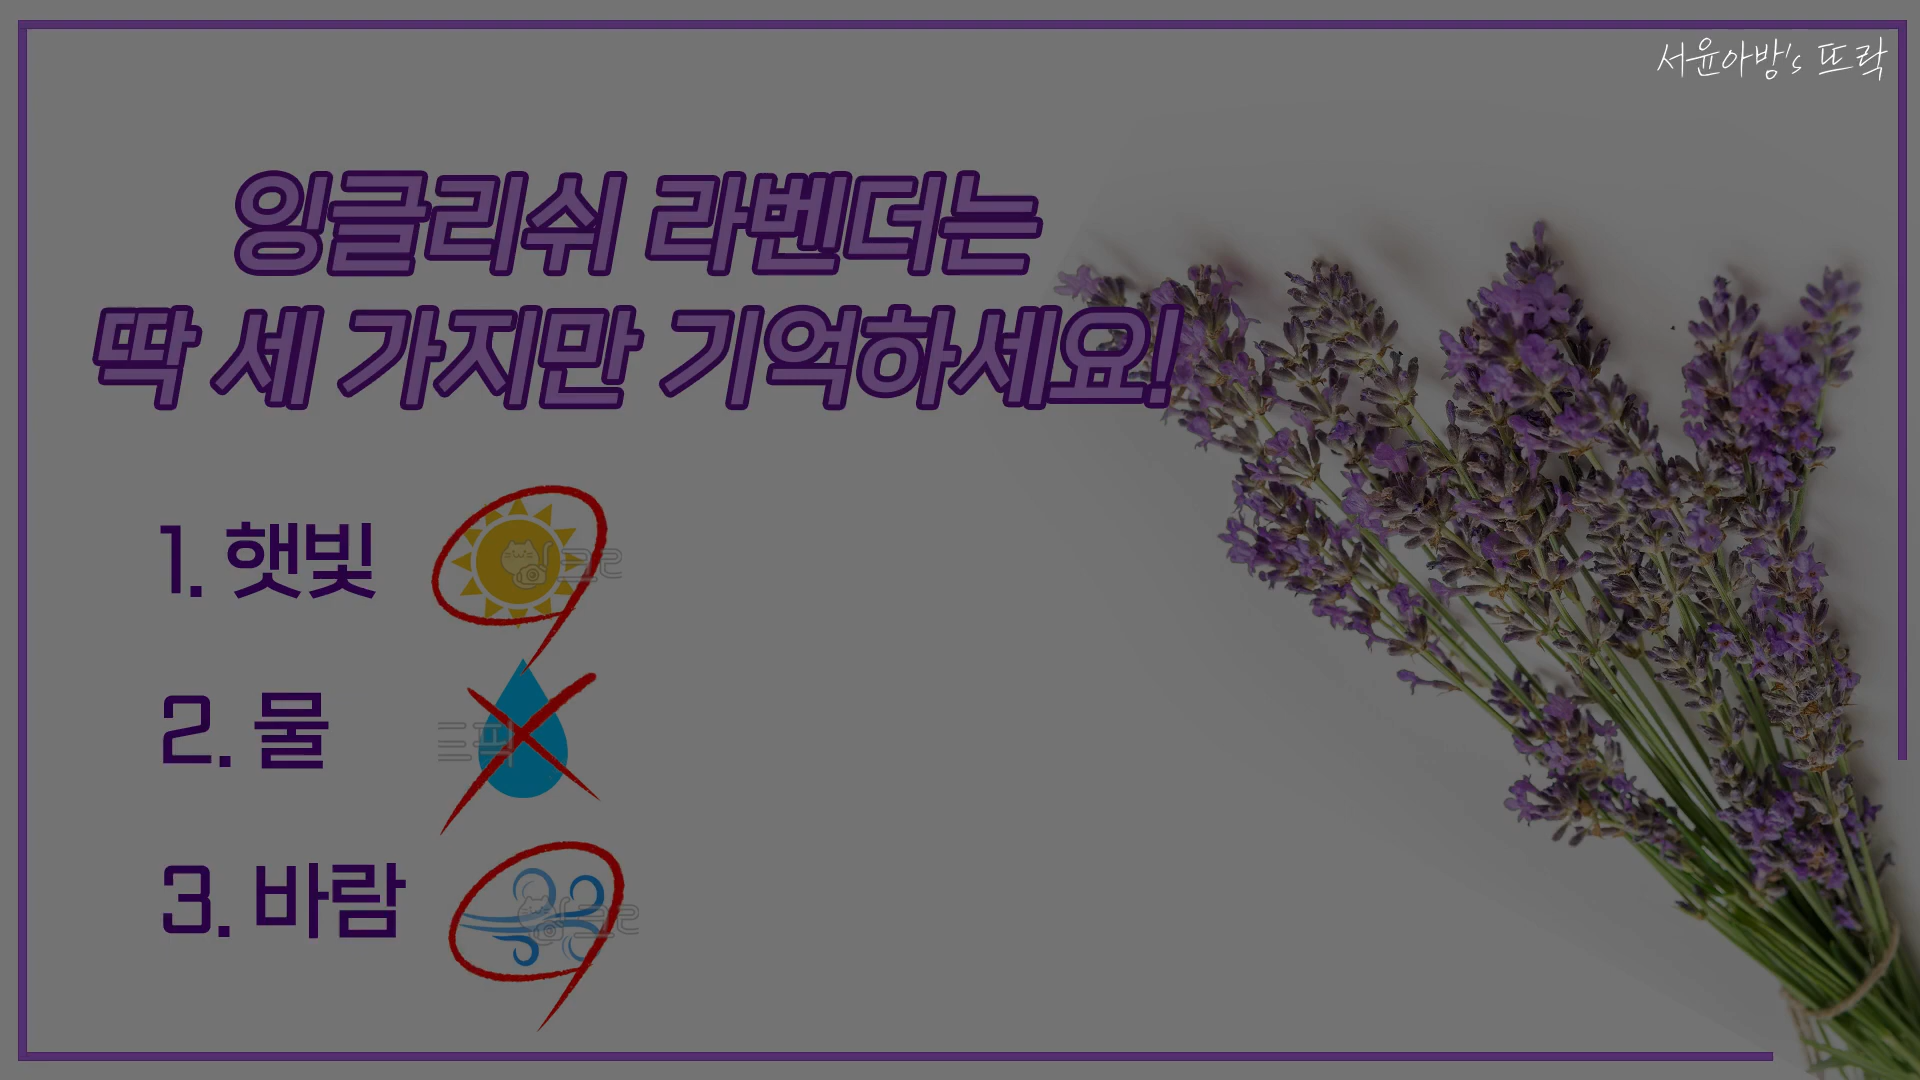 서윤아방's 뜨락
잉글리쉬 라벤더는
딱 세 가지만 기억하세요!
1. 햇빛
2. 물
3. 바람